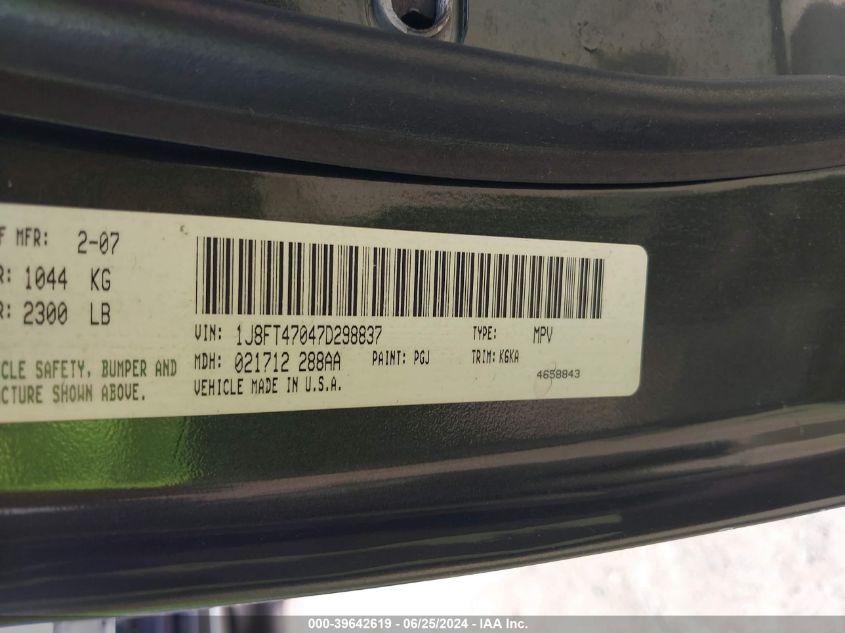 F MFR: 2-07
R: 1044 KG
R: 2300 LB
VIN: 1J8FT47047D298837 TYPE: MPV
MDH: 021712 288AA PAINT: PGJ TRIM: K6KA
VEHICLE MADE IN U.S.A. 4658843
CLE SAFETY, BUMPER AND
CTURE SHOWN ABOVE.
000-39642619 - 06/25/2024 - IAA Inc.